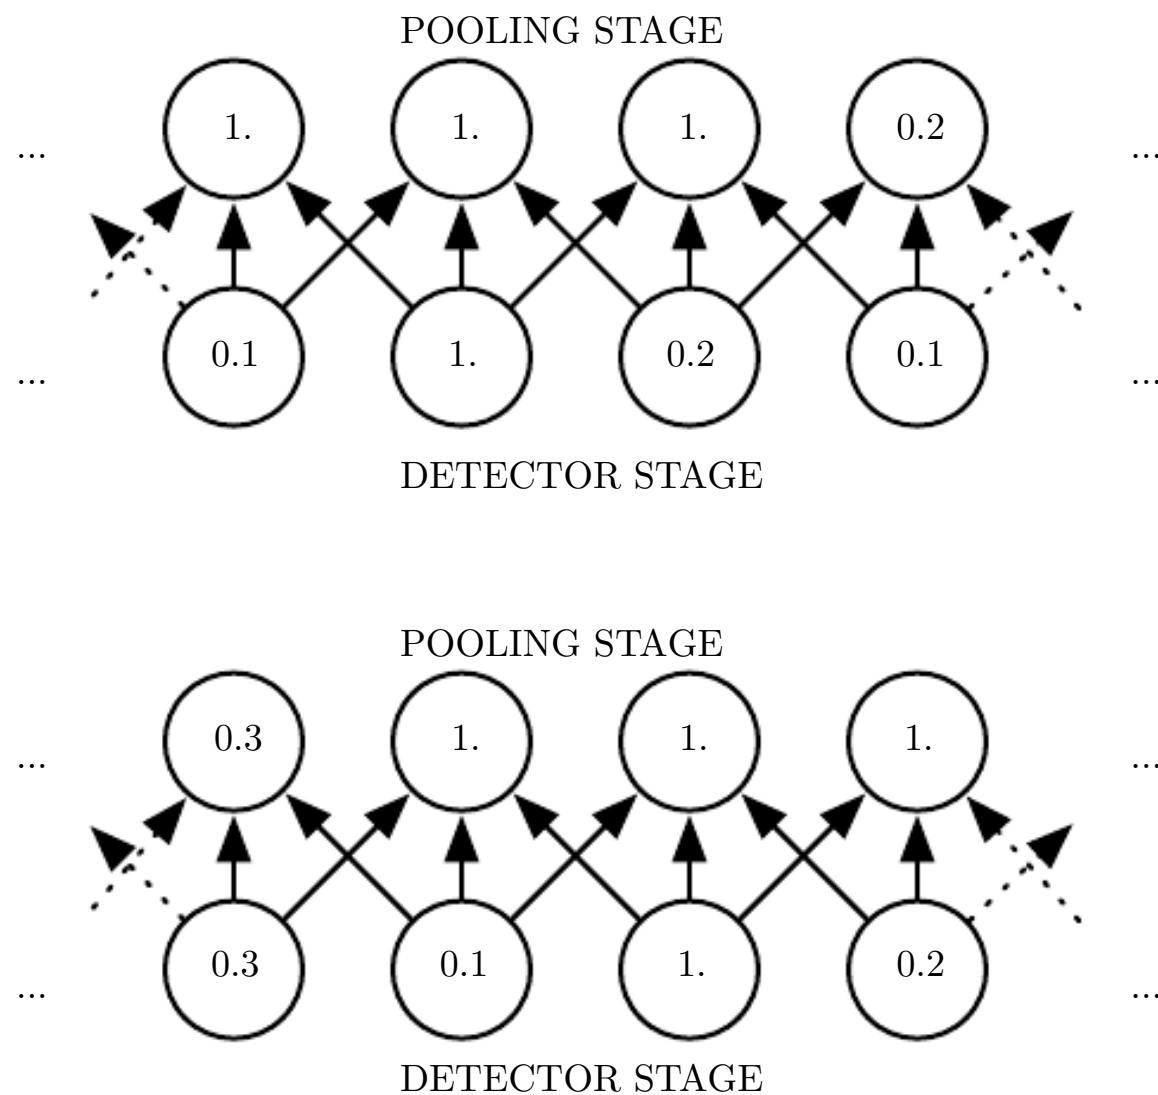 POOLING STAGE
1. 1. 1. 0.2
... ...
0.1 1. 0.2 0.1
... ...
DETECTOR STAGE
POOLING STAGE
0.3 1. 1. 1.
... ...
0.3 0.1 1. 0.2
... ...
DETECTOR STAGE